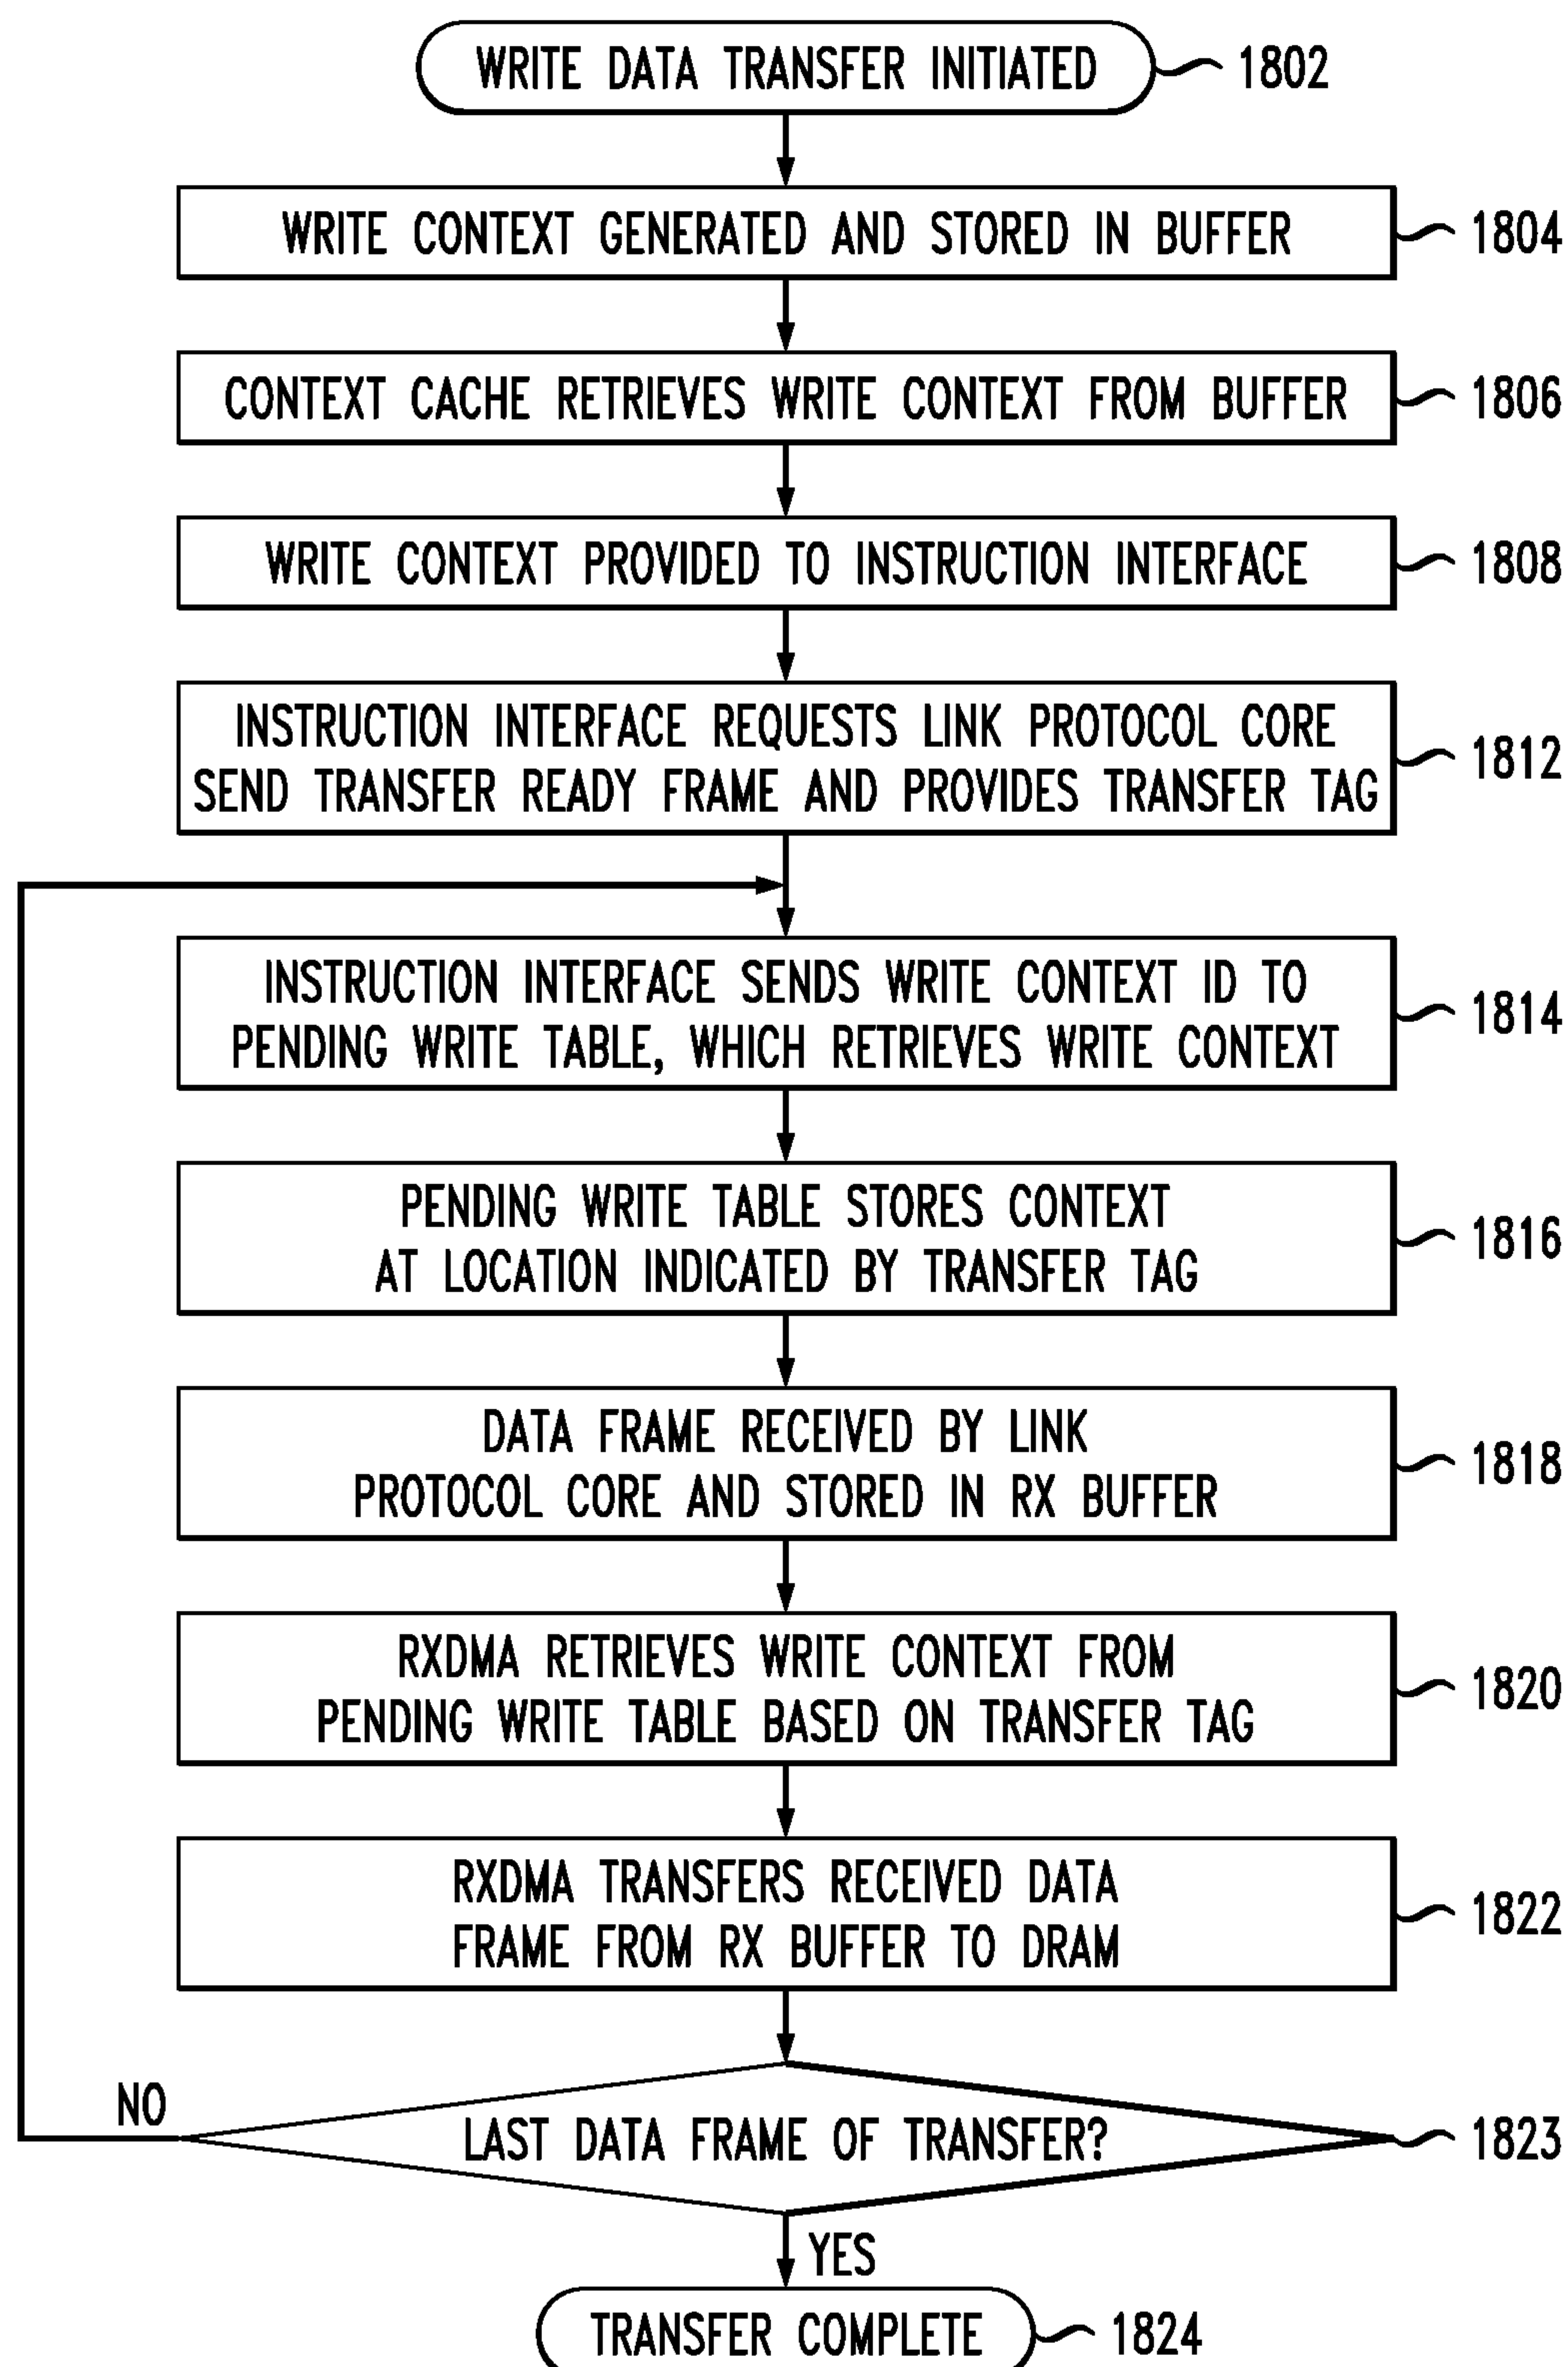 WRITE DATA TRANSFER INITIATED
1802
WRITE CONTEXT GENERATED AND STORED IN BUFFER
1804
CONTEXT CACHE RETRIEVES WRITE CONTEXT FROM BUFFER
1806
WRITE CONTEXT PROVIDED TO INSTRUCTION INTERFACE
1808
INSTRUCTION INTERFACE REQUESTS LINK PROTOCOL CORE
SEND TRANSFER READY FRAME AND PROVIDES TRANSFER TAG
1812
INSTRUCTION INTERFACE SENDS WRITE CONTEXT ID TO
PENDING WRITE TABLE, WHICH RETRIEVES WRITE CONTEXT
1814
PENDING WRITE TABLE STORES CONTEXT
AT LOCATION INDICATED BY TRANSFER TAG
1816
DATA FRAME RECEIVED BY LINK
PROTOCOL CORE AND STORED IN RX BUFFER
1818
RXDMA RETRIEVES WRITE CONTEXT FROM
PENDING WRITE TABLE BASED ON TRANSFER TAG
1820
RXDMA TRANSFERS RECEIVED DATA
FRAME FROM RX BUFFER TO DRAM
1822
NO
LAST DATA FRAME OF TRANSFER?
1823
YES
TRANSFER COMPLETE
1824